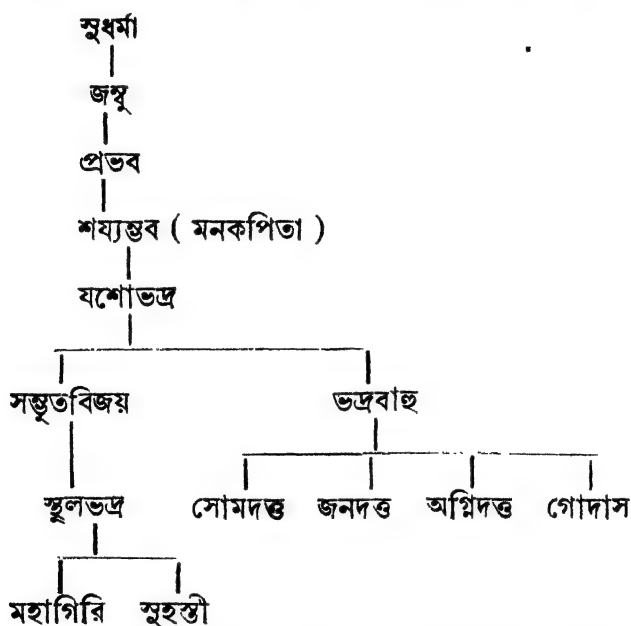 সুধর্মা
জম্বু
প্রভব
শয্যম্ভব ( মনকপিতা )
যশোভদ্র
সম্ভূতবিজয় ভদ্রবাহু
স্থূলভদ্র সোমদত্ত জনদত্ত অগ্নিদত্ত গোদাস
মহাগিরি সুহস্তী